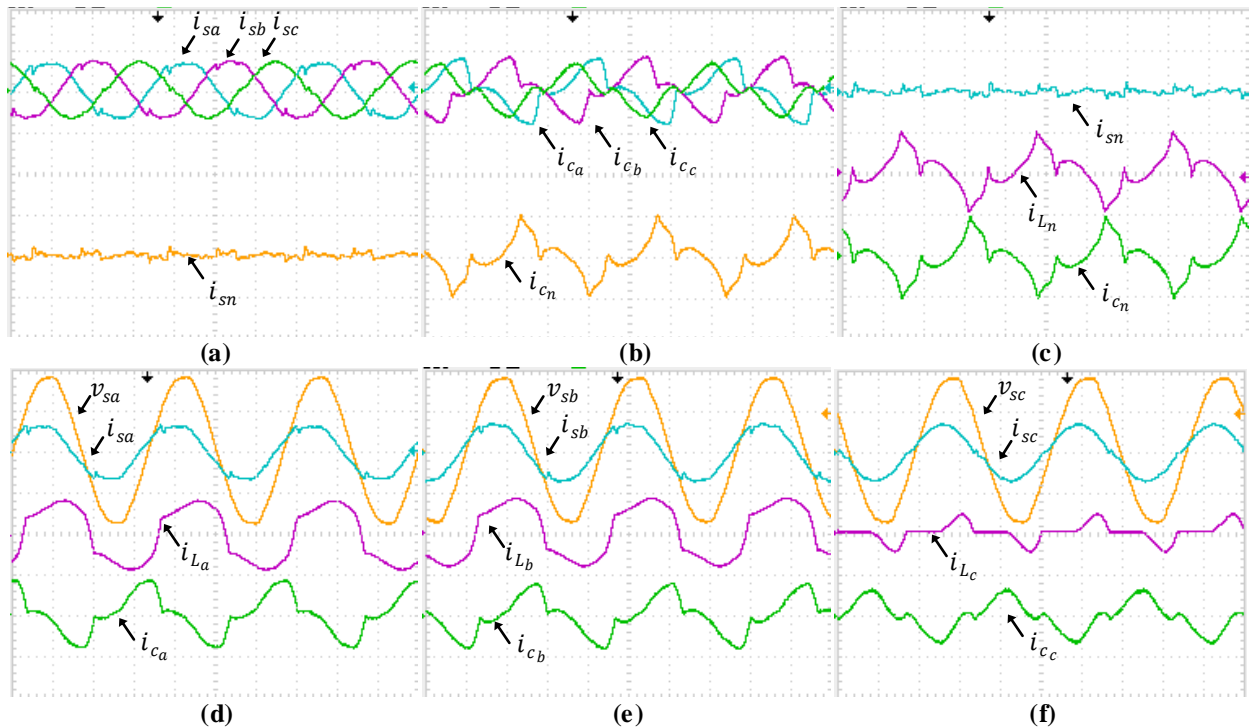 i_sa i_sb i_sc
i_sn
(a)
i_ca i_cb i_cc
i_cn
(b)
i_sn
i_Ln
i_cn
(c)
v_sa
i_sa
i_La
i_ca
(d)
v_sb
i_sb
i_Lb
i_cb
(e)
v_sc
i_sc
i_Lc
i_cc
(f)